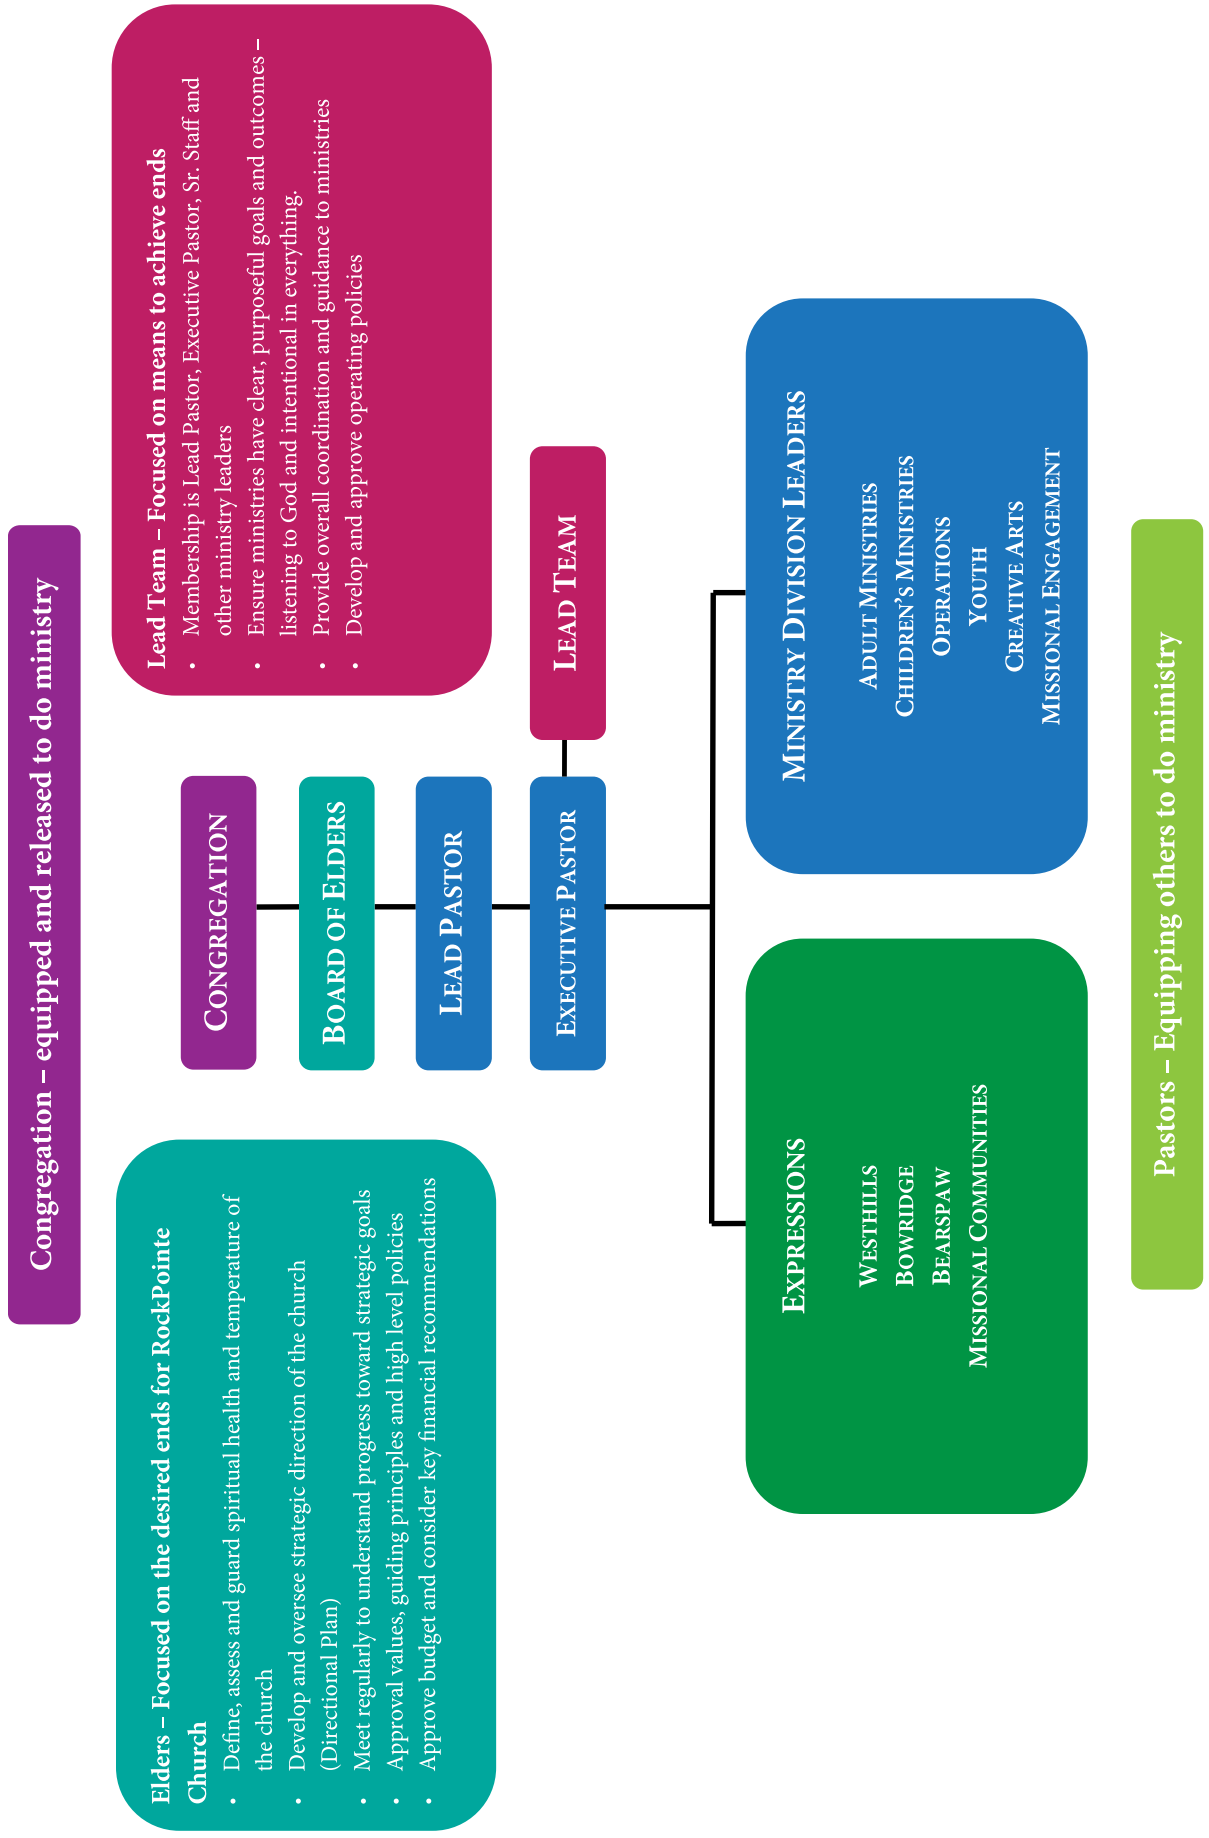 Congregation – equipped and released to do ministry
Elders – Focused on the desired ends for RockPointe
Church
• Define, assess and guard spiritual health and temperature of
the church
• Develop and oversee strategic direction of the church
(Directional Plan)
• Meet regularly to understand progress toward strategic goals
• Approval values, guiding principles and high level policies
• Approve budget and consider key financial recommendations
CONGREGATION
BOARD OF ELDERS
LEAD PASTOR
EXECUTIVE PASTOR
LEAD TEAM
Lead Team – Focused on means to achieve ends
• Membership is Lead Pastor, Executive Pastor, Sr. Staff and
other ministry leaders
• Ensure ministries have clear, purposeful goals and outcomes –
listening to God and intentional in everything.
• Provide overall coordination and guidance to ministries
• Develop and approve operating policies
EXPRESSIONS
WESTHILLS
BOWRIDGE
BEARSPAW
MISSIONAL COMMUNITIES
MINISTRY DIVISION LEADERS
ADULT MINISTRIES
CHILDREN’S MINISTRIES
OPERATIONS
YOUTH
CREATIVE ARTS
MISSIONAL ENGAGEMENT
Pastors – Equipping others to do ministry